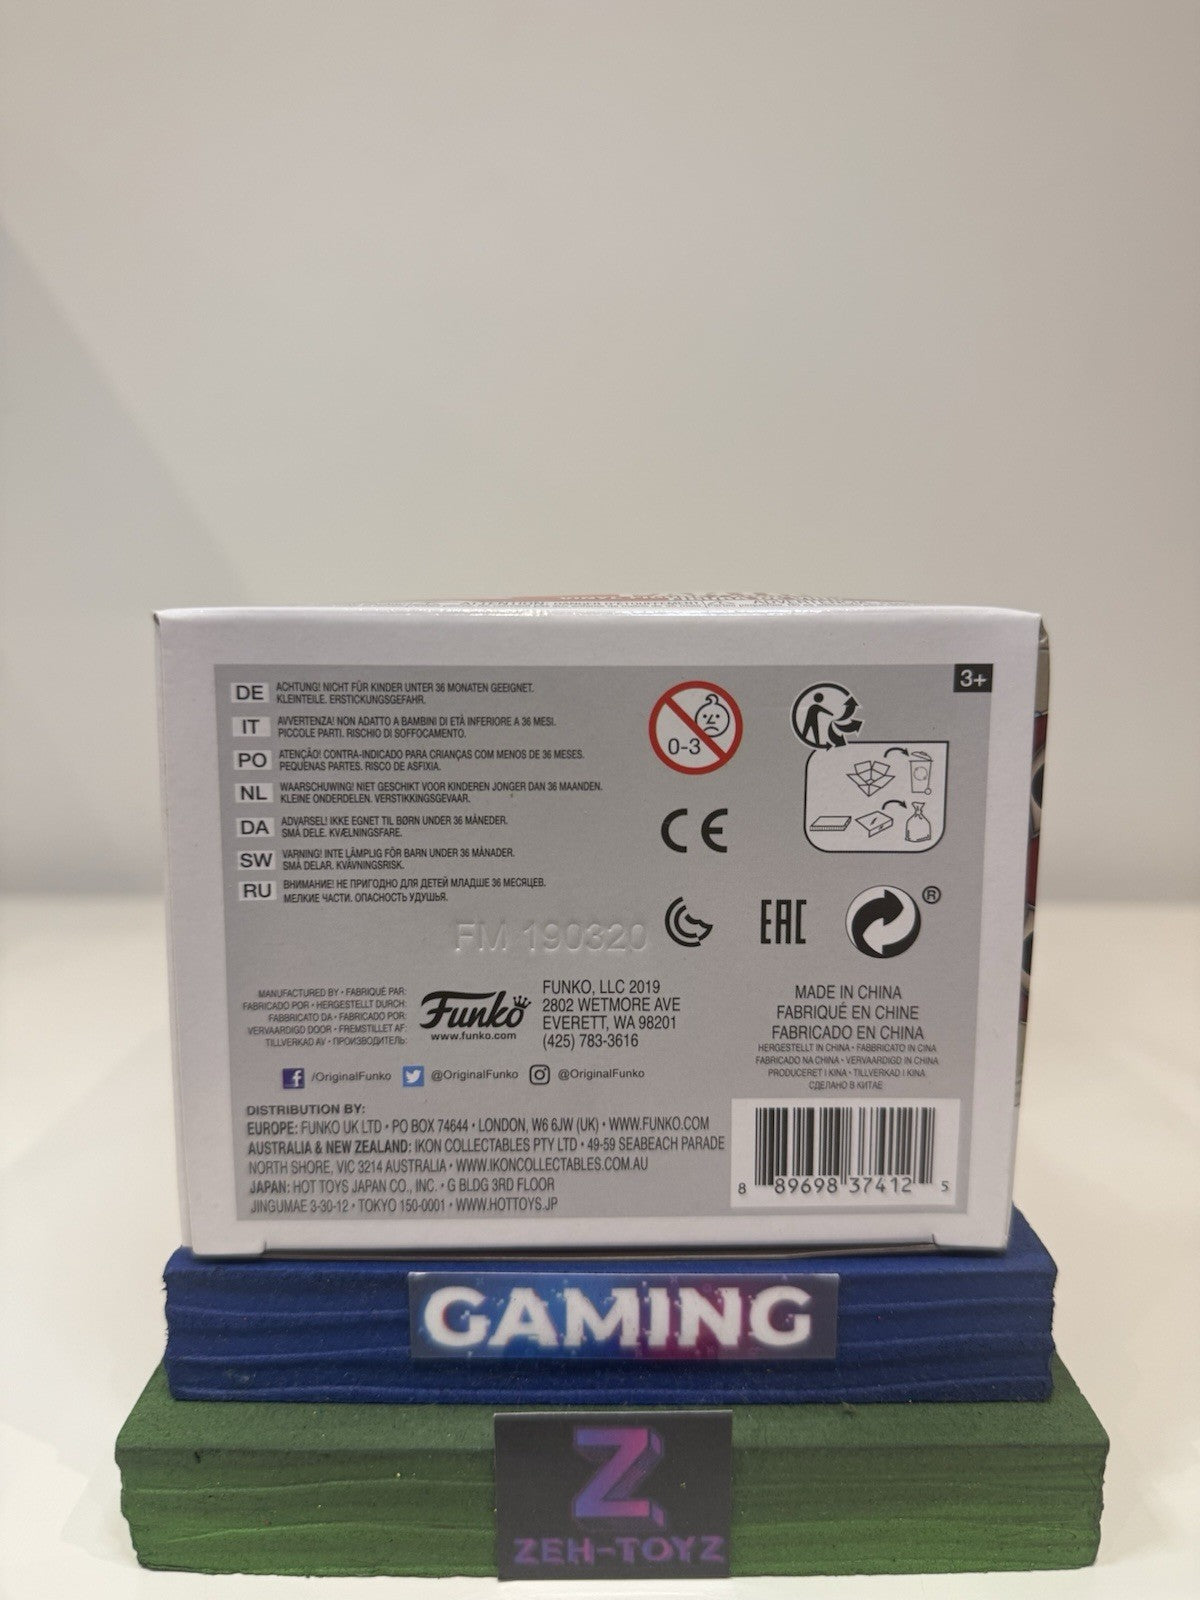 3+
DE ACHTUNG! NICHT FÜR KINDER UNTER 36 MONATEN GEEIGNET.
KLEINTEILE. ERSTICKUNGSGEFAHR.
IT AVVERTENZA! NON ADATTO A BAMBINI DI ETÀ INFERIORE A 36 MESI.
PICCOLE PARTI. RISCHIO DI SOFFOCAMENTO.
PO ATENÇÃO! CONTRA-INDICADO PARA CRIANÇAS COM MENOS DE 36 MESES.
PEQUENAS PARTES. RISCO DE ASFIXIA.
NL WAARSCHUWING! NIET GESCHIKT VOOR KINDEREN JONGER DAN 36 MAANDEN.
KLEINE ONDERDELEN. VERSTIKKINGSGEVAAR.
DA ADVARSEL! IKKE EGNET TIL BØRN UNDER 36 MÅNEDER.
SMÅ DELE. KVÆLNINGSFARE.
SW VARNING! INTE LÄMPLIG FÖR BARN UNDER 36 MÅNADER.
SMÅ DELAR. KVÄVNINGSRISK.
RU ВНИМАНИЕ! НЕ ПРИГОДНО ДЛЯ ДЕТЕЙ МЛАДШЕ 36 МЕСЯЦЕВ.
МЕЛКИЕ ЧАСТИ. ОПАСНОСТЬ УДУШЬЯ.
0-3
CE
EAC
®
FM 190320
MANUFACTURED BY • FABRIQUÉ PAR:
FABRICADO POR • HERGESTELLT DURCH:
FABBRICATO DA • FABRICADO POR:
VERVAARDIGD DOOR • FREMSTILLET AF:
TILLVERKAD AV • ПРОИЗВОДИТЕЛЬ:
Funko
www.funko.com
FUNKO, LLC 2019
2802 WETMORE AVE
EVERETT, WA 98201
(425) 783-3616
MADE IN CHINA
FABRIQUÉ EN CHINE
FABRICADO EN CHINA
HERGESTELLT IN CHINA • FABBRICATO IN CINA
FABRICADO NA CHINA • VERVAARDIGD IN CHINA
PRODUCERET I KINA • TILLVERKAD I KINA
СДЕЛАНО В КИТАЕ
/OriginalFunko @OriginalFunko @OriginalFunko
DISTRIBUTION BY:
EUROPE: FUNKO UK LTD • PO BOX 74644 • LONDON, W6 6JW (UK) • WWW.FUNKO.COM
AUSTRALIA & NEW ZEALAND: IKON COLLECTABLES PTY LTD • 49-59 SEABEACH PARADE
NORTH SHORE, VIC 3214 AUSTRALIA • WWW.IKONCOLLECTABLES.COM.AU
JAPAN: HOT TOYS JAPAN CO., INC. • G BLDG 3RD FLOOR
JINGUMAE 3-30-12 • TOKYO 150-0001 • WWW.HOTTOYS.JP
8 89698 37412 5
GAMING
Z
ZEH-TOYZ